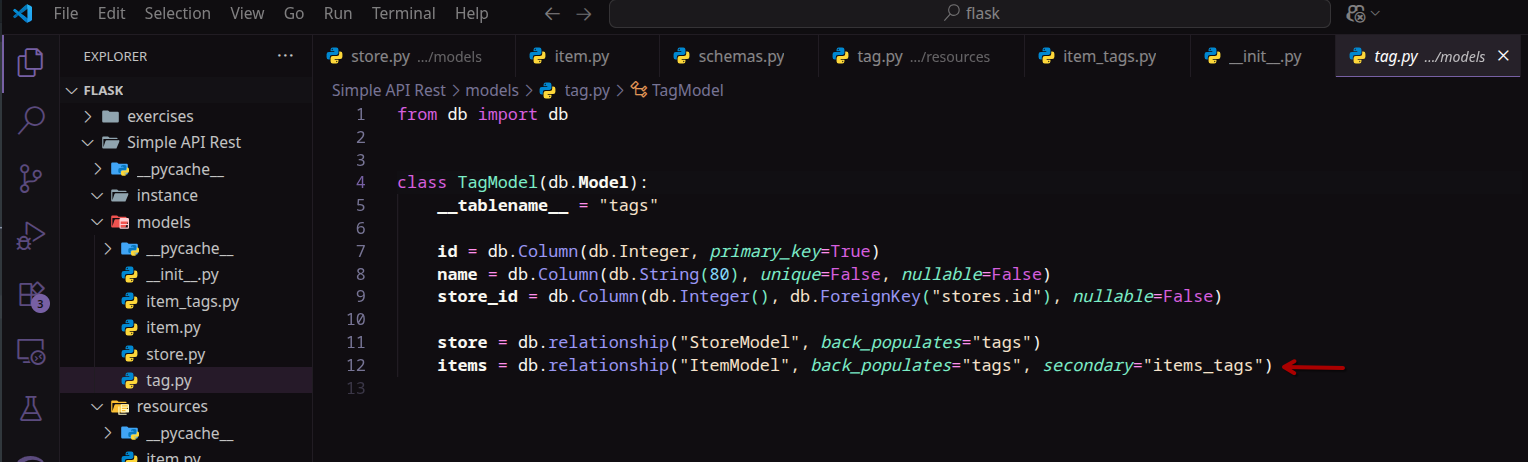 File Edit Selection View Go Run Terminal Help flask
EXPLORER ...
store.py .../models item.py schemas.py tag.py .../resources item_tags.py __init__.py tag.py .../models
FLASK
Simple API Rest > models > tag.py > TagModel
exercises
Simple API Rest
__pycache__
instance
models
__pycache__
__init__.py
item_tags.py
item.py
store.py
tag.py
resources
__pycache__
item.py
3
1 from db import db
2
3
4 class TagModel(db.Model):
5 __tablename__ = "tags"
6
7 id = db.Column(db.Integer, primary_key=True)
8 name = db.Column(db.String(80), unique=False, nullable=False)
9 store_id = db.Column(db.Integer(), db.ForeignKey("stores.id"), nullable=False)
10
11 store = db.relationship("StoreModel", back_populates="tags")
12 items = db.relationship("ItemModel", back_populates="tags", secondary="items_tags")
13